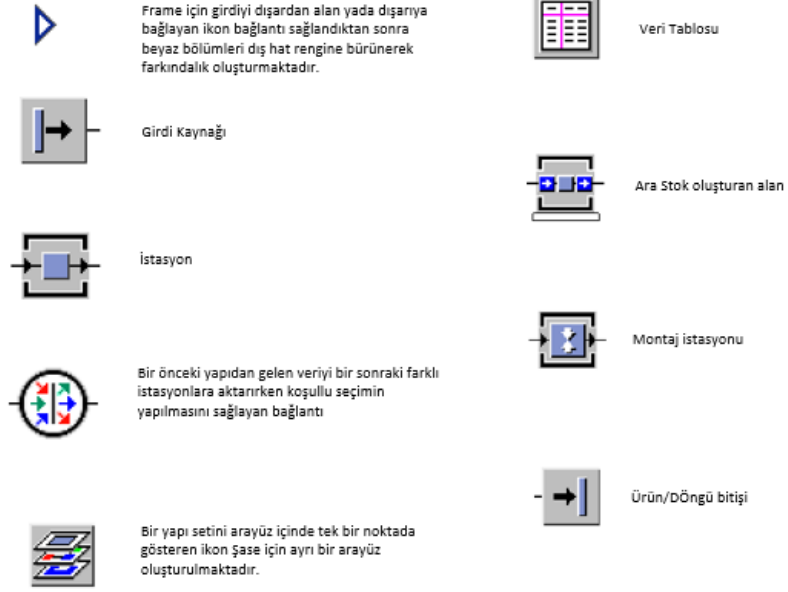 Frame için girdiyi dışardan alan yada dışarıya
bağlayan ikon bağlantı sağlandıktan sonra
beyaz bölümleri dış hat rengine bürünerek
farkındalık oluşturmaktadır.
Girdi Kaynağı
İstasyon
Bir önceki yapıdan gelen veriyi bir sonraki farklı
istasyonlara aktarırken koşullu seçimin
yapılmasını sağlayan bağlantı
Bir yapı setini arayüz içinde tek bir noktada
gösteren ikon Şase için ayrı bir arayüz
oluşturulmaktadır.
Veri Tablosu
Ara Stok oluşturan alan
Montaj istasyonu
Ürün/DÖngü bitişi